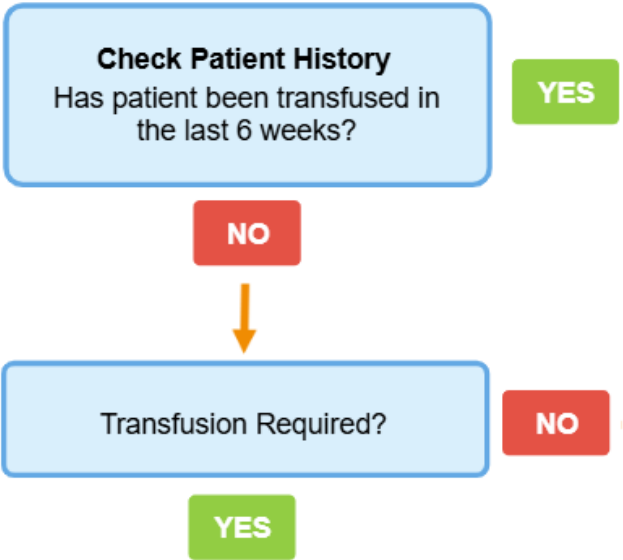 Check Patient History
Has patient been transfused in
the last 6 weeks?
YES
NO
Transfusion Required?
NO
YES